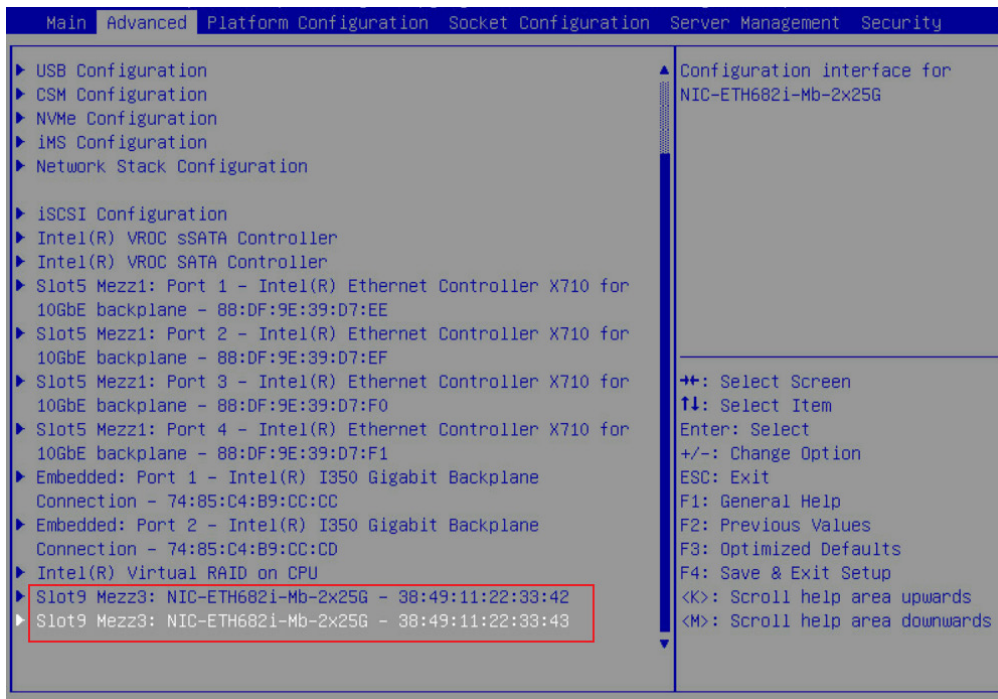 Main Advanced Platform Configuration Socket Configuration Server Management Security
USB Configuration
CSM Configuration
NVMe Configuration
iMS Configuration
Network Stack Configuration
iSCSI Configuration
Intel(R) VROC sSATA Controller
Intel(R) VROC SATA Controller
Slot5 Mezz1: Port 1 - Intel(R) Ethernet Controller X710 for
10GbE backplane - 88:DF:9E:39:D7:EE
Slot5 Mezz1: Port 2 - Intel(R) Ethernet Controller X710 for
10GbE backplane - 88:DF:9E:39:D7:EF
Slot5 Mezz1: Port 3 - Intel(R) Ethernet Controller X710 for
10GbE backplane - 88:DF:9E:39:D7:F0
Slot5 Mezz1: Port 4 - Intel(R) Ethernet Controller X710 for
10GbE backplane - 88:DF:9E:39:D7:F1
Embedded: Port 1 - Intel(R) I350 Gigabit Backplane
Connection - 74:85:C4:B9:CC:CC
Embedded: Port 2 - Intel(R) I350 Gigabit Backplane
Connection - 74:85:C4:B9:CC:CD
Intel(R) Virtual RAID on CPU
Slot9 Mezz3: NIC-ETH682i-Mb-2x25G - 38:49:11:22:33:42
Slot9 Mezz3: NIC-ETH682i-Mb-2x25G - 38:49:11:22:33:43
Configuration interface for
NIC-ETH682i-Mb-2x25G
→←: Select Screen
↑↓: Select Item
Enter: Select
+/-: Change Option
ESC: Exit
F1: General Help
F2: Previous Values
F3: Optimized Defaults
F4: Save & Exit Setup
<K>: Scroll help area upwards
<M>: Scroll help area downwards